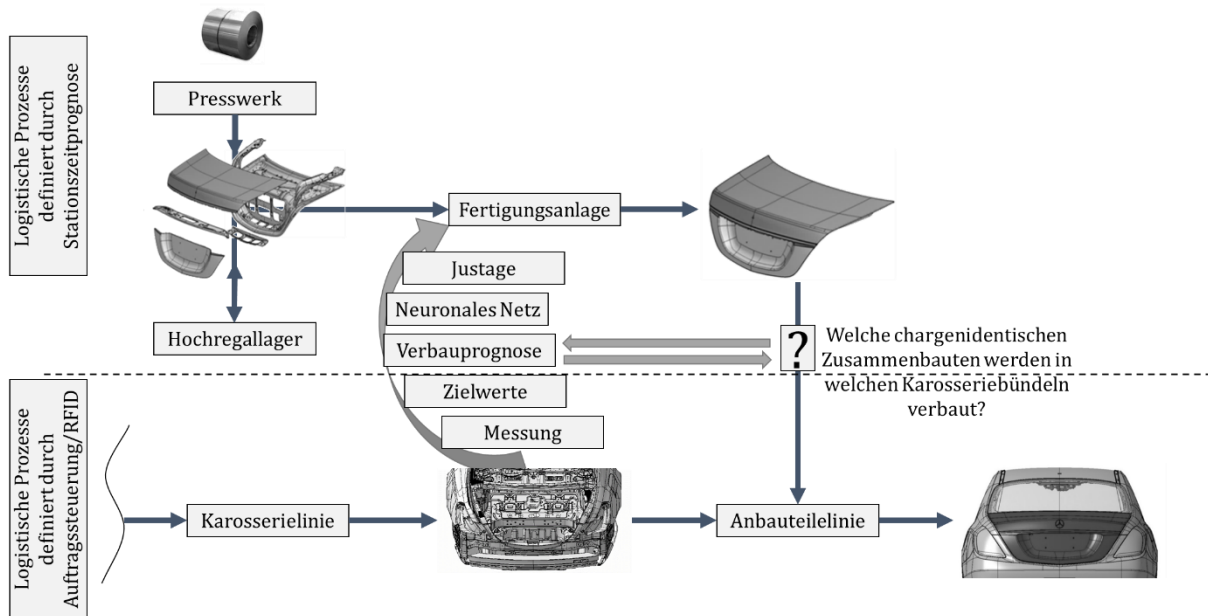 Logistische Prozesse
definiert durch
Stationszeitprognose
Presswerk
Fertigungsanlage
Justage
Neuronales Netz
Hochregallager
Verbauprognose
?
Welche chargenidentischen
Zusammenbauten werden in
welchen Karosseriebündeln
verbaut?
Zielwerte
Messung
Logistische Prozesse
definiert durch
Auftragssteuerung/RFID
Karosserielinie
Anbauteilelinie